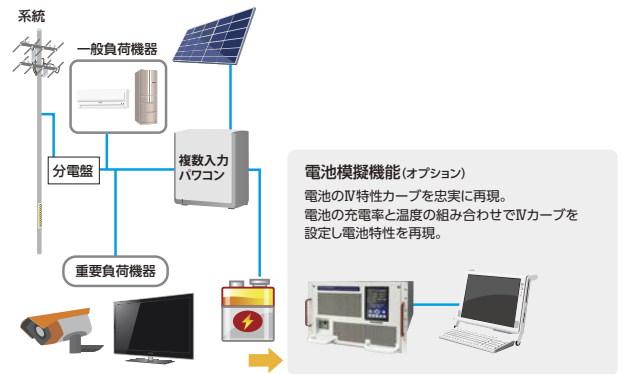 系統
一般負荷機器
分電盤
複数入力
パワコン
重要負荷機器
電池模擬機能(オプション)
電池のⅣ特性カーブを忠実に再現。
電池の充電率と温度の組み合わせでⅣカーブを
設定し電池特性を再現。